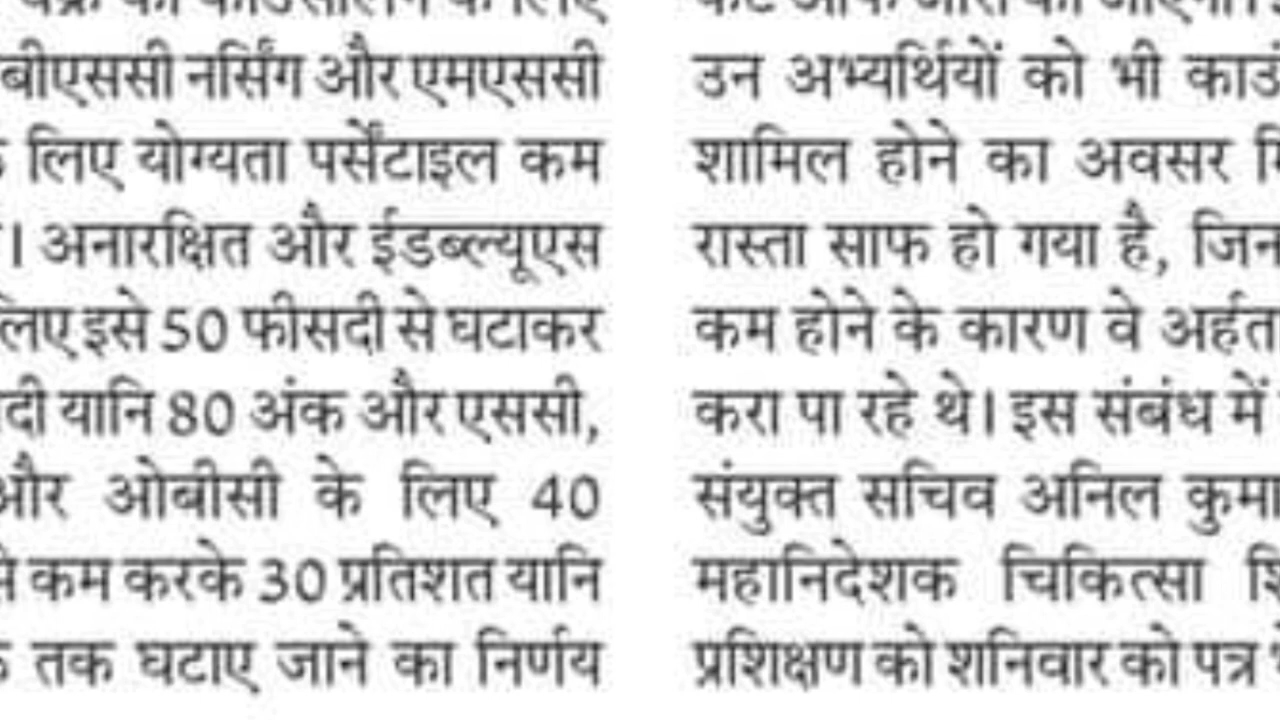 बीएससी नर्सिंग और एमएससी
लिए योग्यता पर्सेंटाइल कम
। अनारक्षित और ईडब्ल्यूएस
लिए इसे 50 फीसदी से घटाकर
यानि 80 अंक और एससी,
और ओबीसी के लिए 40
कम करके 30 प्रतिशत यानि
तक घटाए जाने का निर्णय
उन अभ्यर्थियों को भी
शामिल होने का अवसर
रास्ता साफ हो गया है, जिन
कम होने के कारण वे
करा पा रहे थे। इस संबंध में
संयुक्त सचिव अनिल
महानिदेशक चिकित्सा
प्रशिक्षण को शनिवार को पत्र